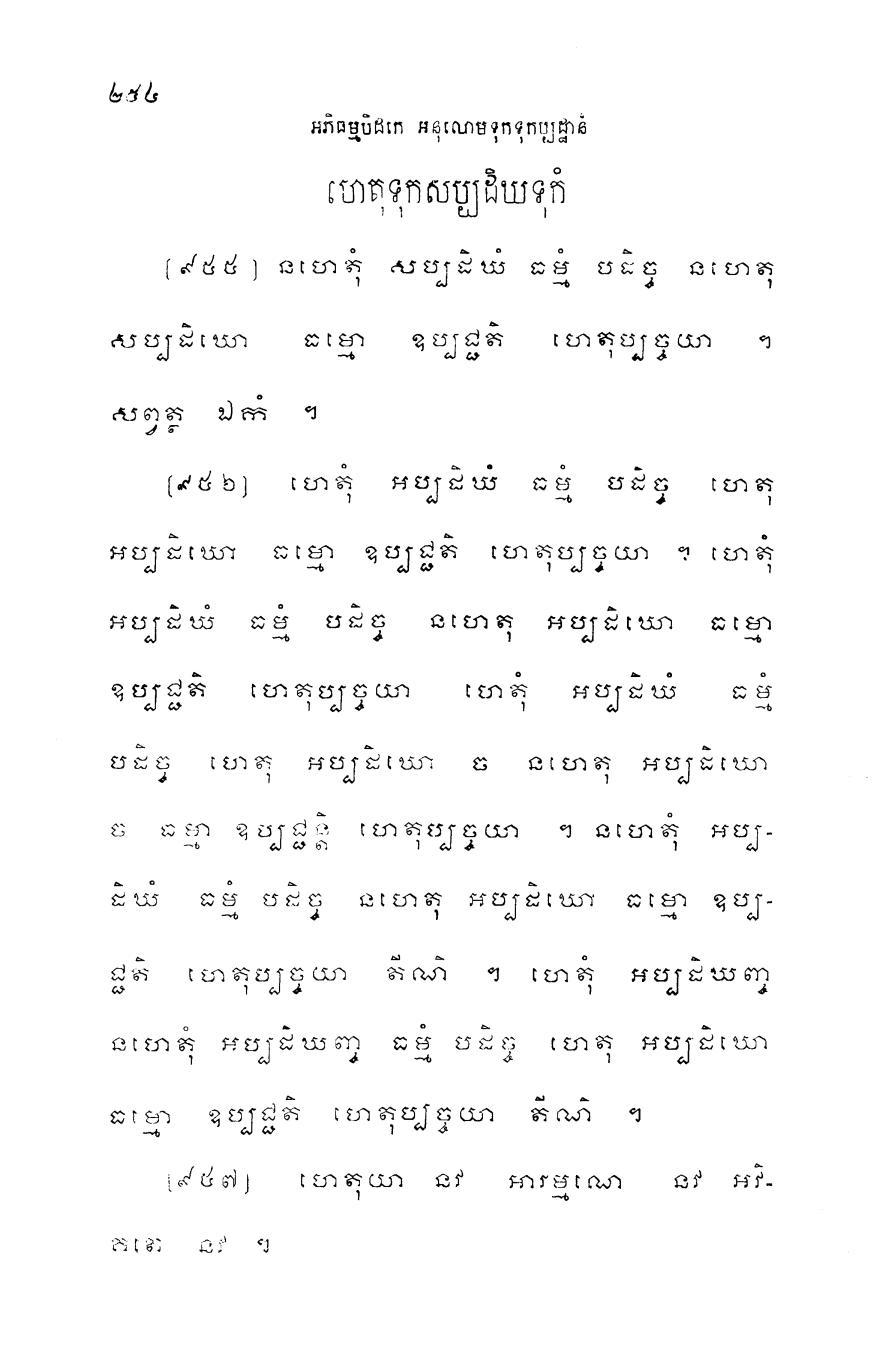 ២៥៤
អភិធម្មបិដកេ អនុលោមទុកទុកប្បដ្ឋានំ
ហេតុទុកសប្បដិឃទុកំ
[៩៥៥] នហេតុំ សប្បដិឃំ ធម្មំ បដិច្ច នហេតុ
សប្បដិឃោ ធម្មោ ឧប្បជ្ជតិ ហេតុប្បច្ចយា ។
សព្វត្ថ ឯកំ ។
[៩៥៦] ហេតុំ អប្បដិឃំ ធម្មំ បដិច្ច ហេតុ
អប្បដិឃោ ធម្មោ ឧប្បជ្ជតិ ហេតុប្បច្ចយា ។ ហេតុំ
អប្បដិឃំ ធម្មំ បដិច្ច នហេតុ អប្បដិឃោ ធម្មោ
ឧប្បជ្ជតិ ហេតុប្បច្ចយា ហេតុំ អប្បដិឃំ ធម្មំ
បដិច្ច ហេតុ អប្បដិឃោ ច នហេតុ អប្បដិឃោ
ច ធម្មា ឧប្បជ្ជន្តិ ហេតុប្បច្ចយា ។ នហេតុំ អប្ប-
ដិឃំ ធម្មំ បដិច្ច នហេតុ អប្បដិឃោ ធម្មោ ឧប្ប-
ជ្ជតិ ហេតុប្បច្ចយា តីណិ ។ ហេតុំ អប្បដិឃញ្ច
នហេតុំ អប្បដិឃញ្ច ធម្មំ បដិច្ច ហេតុ អប្បដិឃោ
ធម្មោ ឧប្បជ្ជតិ ហេតុប្បច្ចយា តីណិ ។
[៩៥៧] ហេតុយា នវ អារម្មណេ នវ អវិ-
គតេ នវ ។